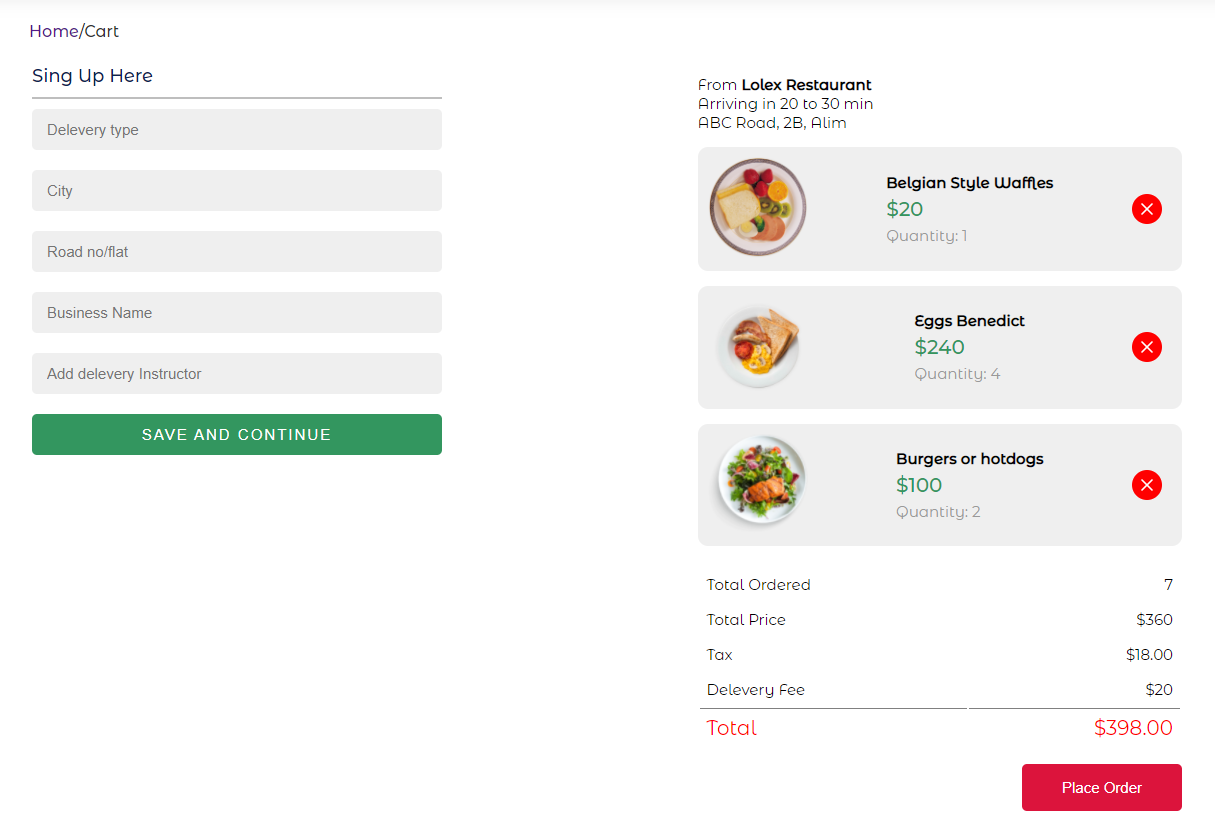 Home/Cart
Sing Up Here
Delevery type
City
Road no/flat
Business Name
Add delevery Instructor
SAVE AND CONTINUE
From Lolex Restaurant
Arriving in 20 to 30 min
ABC Road, 2B, Alim
Belgian Style Waffles
$20
Quantity: 1
Eggs Benedict
$240
Quantity: 4
Burgers or hotdogs
$100
Quantity: 2
Total Ordered 7
Total Price $360
Tax $18.00
Delevery Fee $20
Total $398.00
Place Order